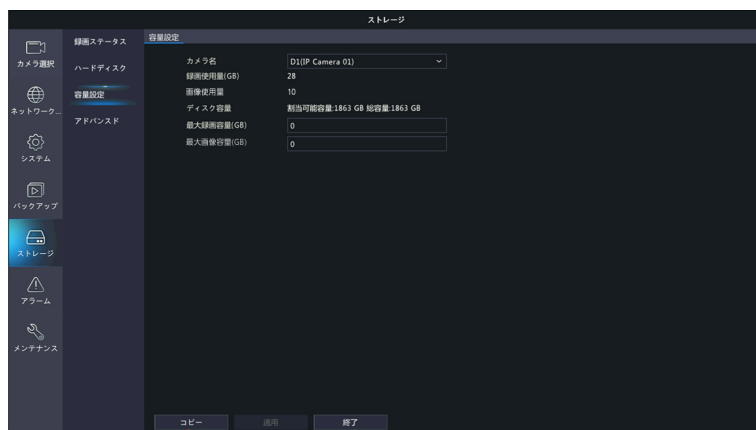 ストレージ
カメラ選択
ネットワーク...
システム
バックアップ
ストレージ
アラーム
メンテナンス
録画ステータス
ハードディスク
容量設定
アドバンスド
容量設定
カメラ名 D1(IP Camera 01)
録画使用量(GB) 28
画像使用量 10
ディスク容量 割当可能容量:1863 GB 総容量:1863 GB
最大録画容量(GB) 0
最大画像容量(GB) 0
コピー 適用 終了